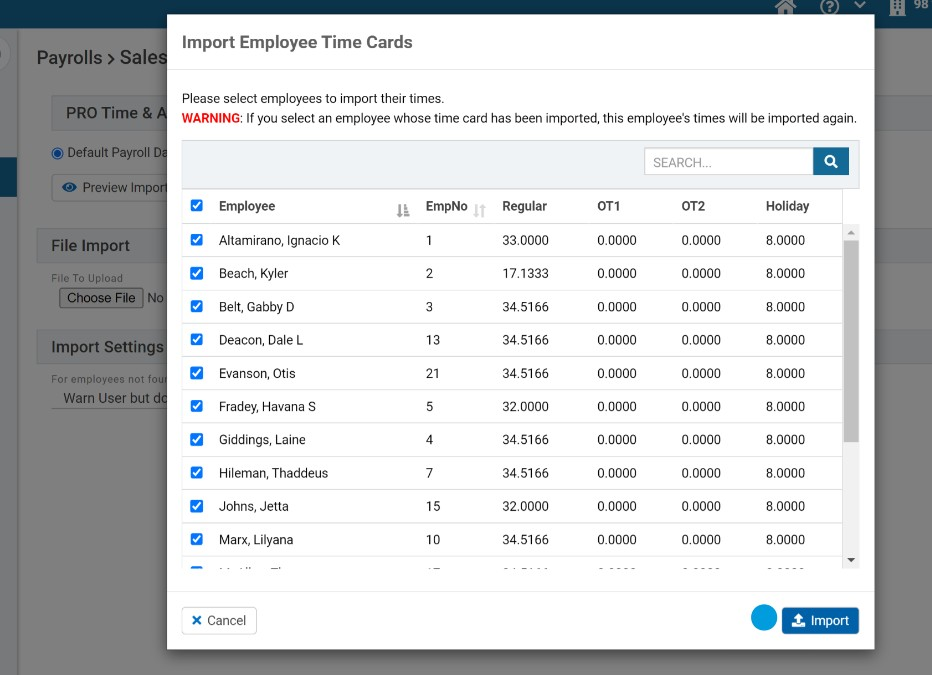 98
Import Employee Time Cards
Payrolls > Sales
Please select employees to import their times.
WARNING: If you select an employee whose time card has been imported, this employee's times will be imported again.
PRO Time & A
Default Payroll Da
Preview Import
SEARCH...
Employee EmpNo Regular OT1 OT2 Holiday
Altamirano, Ignacio K 1 33.0000 0.0000 0.0000 8.0000
Beach, Kyler 2 17.1333 0.0000 0.0000 8.0000
Belt, Gabby D 3 34.5166 0.0000 0.0000 8.0000
Deacon, Dale L 13 34.5166 0.0000 0.0000 8.0000
Evanson, Otis 21 34.5166 0.0000 0.0000 8.0000
Fradey, Havana S 5 32.0000 0.0000 0.0000 8.0000
Giddings, Laine 4 34.5166 0.0000 0.0000 8.0000
Hileman, Thaddeus 7 34.5166 0.0000 0.0000 8.0000
Johns, Jetta 15 32.0000 0.0000 0.0000 8.0000
Marx, Lilyana 10 34.5166 0.0000 0.0000 8.0000
File Import
File To Upload
Choose File No
Import Settings
For employees not foun
Warn User but do
Cancel
Import